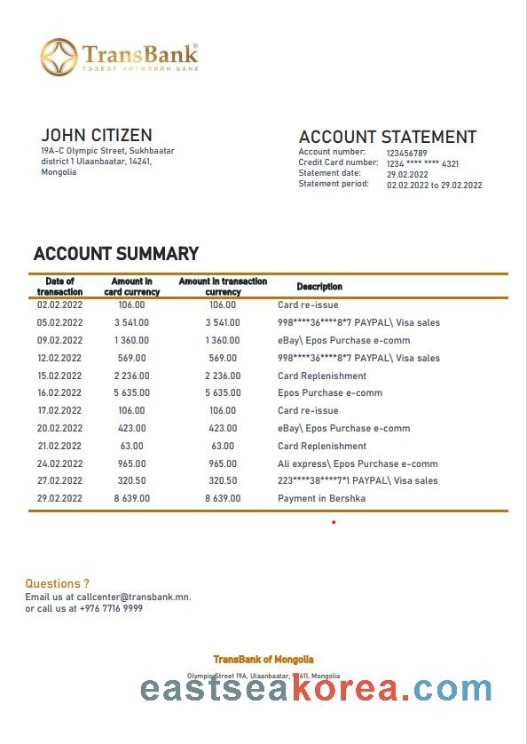 TransBank®
ТЭЭВЭР ХӨГЖЛИЙН БАНК
JOHN CITIZEN
19A-C Olympic Street, Sukhbaatar
district 1 Ulaanbaatar, 14241,
Mongolia
ACCOUNT STATEMENT
Account number: 123456789
Credit Card number: 1234 **** **** 4321
Statement date: 29.02.2022
Statement period: 02.02.2022 to 29.02.2022
ACCOUNT SUMMARY
Date of transaction Amount in card currency Amount in transaction currency Description
02.02.2022 106.00 106.00 Card re-issue
05.02.2022 3 541.00 3 541.00 998****36****8*7 PAYPAL\ Visa sales
09.02.2022 1 360.00 1 360.00 eBay\ Epos Purchase e-comm
12.02.2022 569.00 569.00 998****36****8*7 PAYPAL\ Visa sales
15.02.2022 2 236.00 2 236.00 Card Replenishment
16.02.2022 5 635.00 5 635.00 Epos Purchase e-comm
17.02.2022 106.00 106.00 Card re-issue
20.02.2022 423.00 423.00 eBay\ Epos Purchase e-comm
21.02.2022 63.00 63.00 Card Replenishment
24.02.2022 965.00 965.00 Ali express\ Epos Purchase e-comm
27.02.2022 320.50 320.50 223****38****7*1 PAYPAL\ Visa sales
29.02.2022 8 639.00 8 639.00 Payment in Bershka
Questions ?
Email us at callcenter@transbank.mn.
or call us at +976 7716 9999
TransBank of Mongolia
Olympic Street 19A, Ulaanbaatar, Mongolia
eastseakorea.com